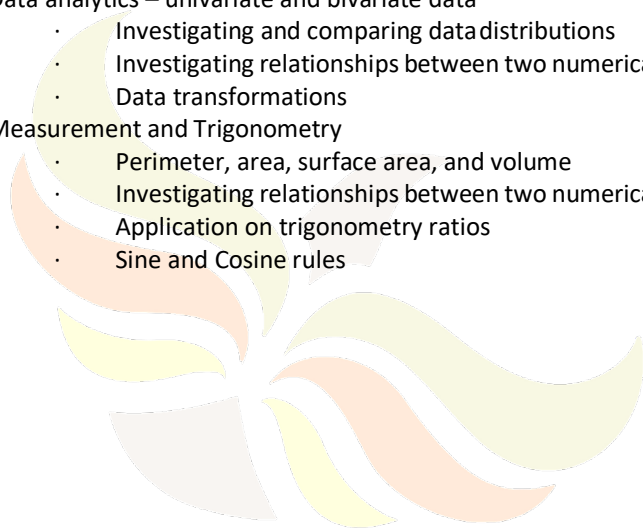 Data analytics – univariate and bivariate data
· Investigating and comparing data distributions
· Investigating relationships between two
· Data transformations
Measurement and Trigonometry
· Perimeter, area, surface area, and volume
· Investigating relationships between two
· Application on trigonometry ratios
· Sine and Cosine rules